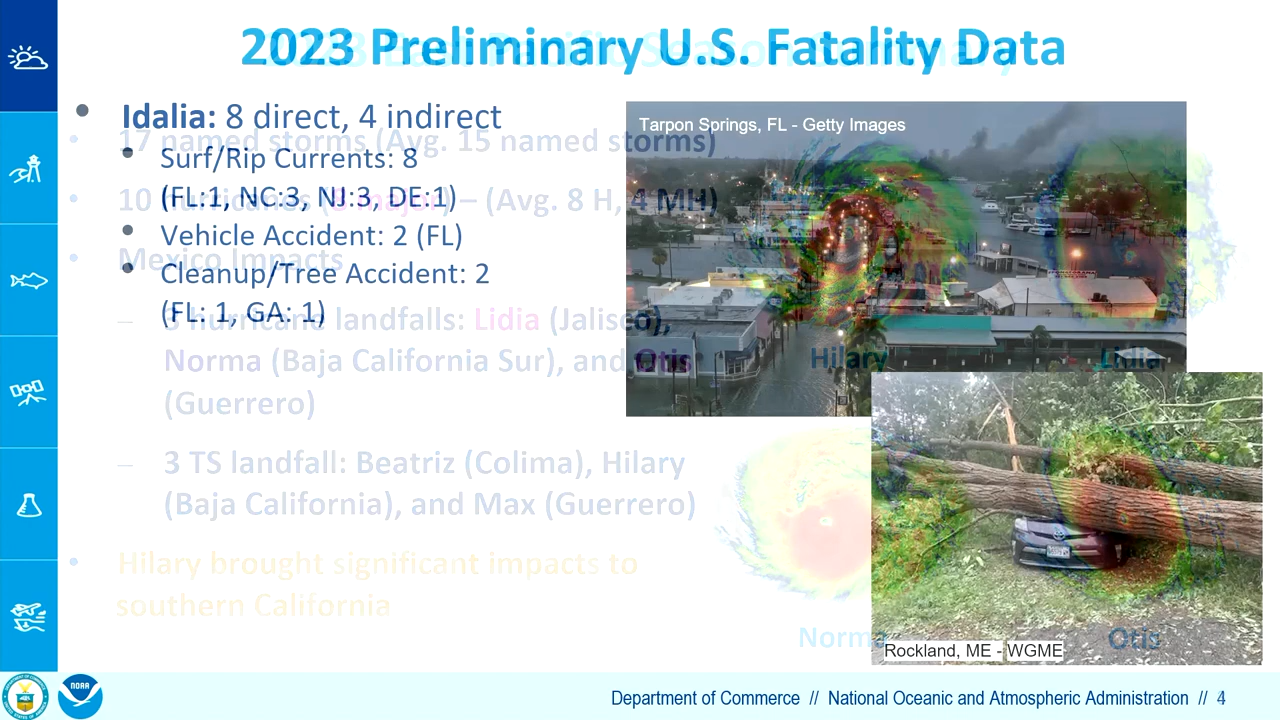 2023 Preliminary U.S. Fatality Data
• Idalia: 8 direct, 4 indirect
• Surf/Rip Currents: 8
(FL:1, NC:3, NJ:3, DE:1)
• Vehicle Accident: 2 (FL)
• Cleanup/Tree Accident: 2
(FL: 1, GA: 1)
• 17 named storms (Avg. 15 named storms)
• 10 hurricanes – (Avg. 8 H, 4 MH)
• Mexico Impacts
– 3 hurricane landfalls: Lidia (Jalisco),
Norma (Baja California Sur), and Otis
(Guerrero)
– 3 TS landfall: Beatriz (Colima), Hilary
(Baja California), and Max (Guerrero)
• Hilary brought significant impacts to
southern California
Tarpon Springs, FL - Getty Images
Hilary
Lidia
Norma
Otis
Rockland, ME - WGME
NOAA
Department of Commerce // National Oceanic and Atmospheric Administration // 4